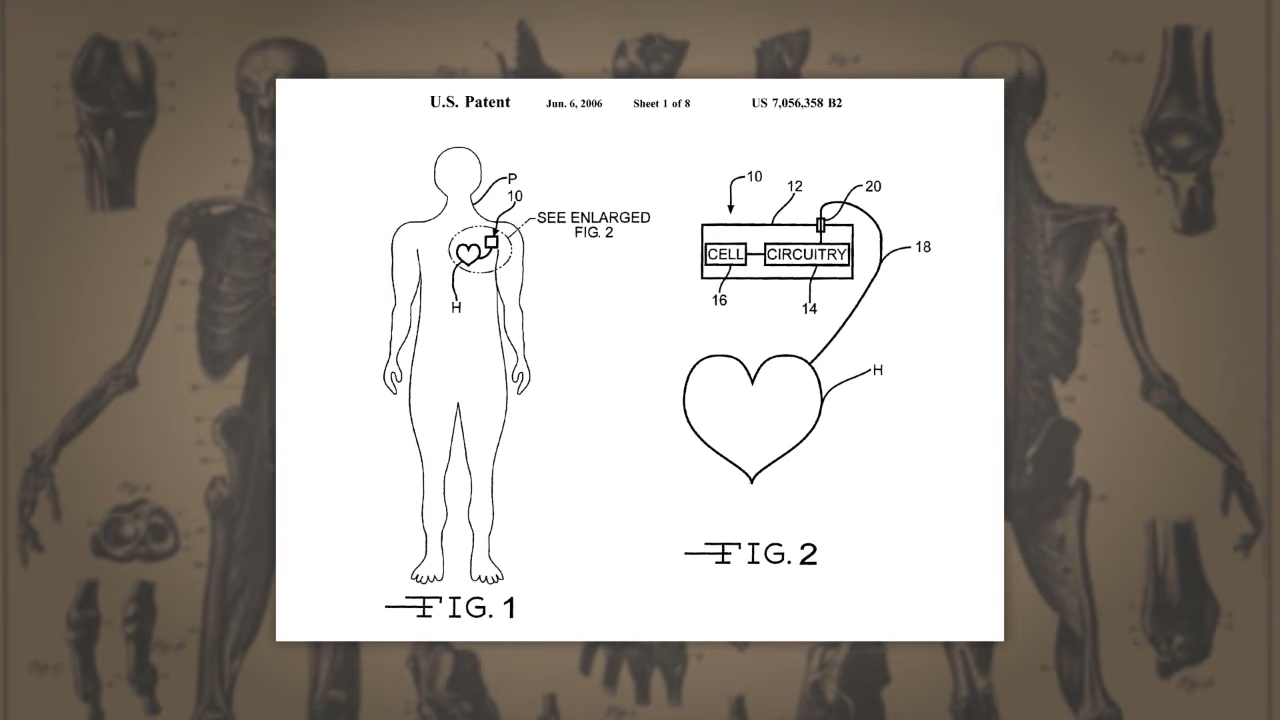 U.S. Patent Jun. 6, 2006 Sheet 1 of 8 US 7,056,358 B2
P
10
SEE ENLARGED
FIG. 2
H
FIG. 1
10
12
20
CELL CIRCUITRY
18
16
14
H
FIG. 2